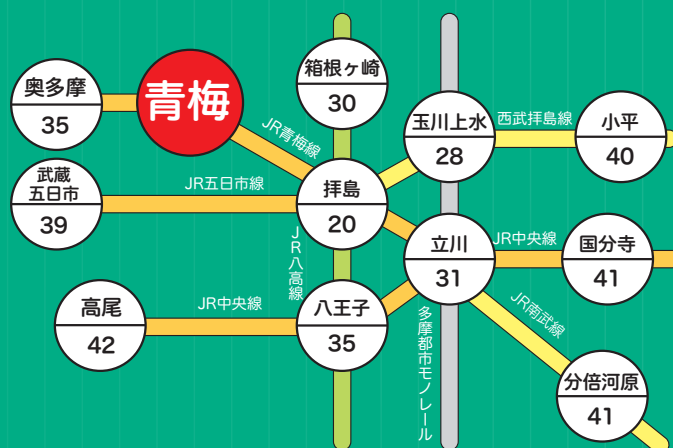 箱根ヶ崎
30
奥多摩
35
青梅
JR青梅線
玉川上水
28
西武拝島線
小平
40
武蔵
五日市
39
JR五日市線
拝島
20
JR八高線
立川
31
JR中央線
国分寺
41
高尾
42
JR中央線
八王子
35
多摩都市モノレール
JR南武線
分倍河原
41